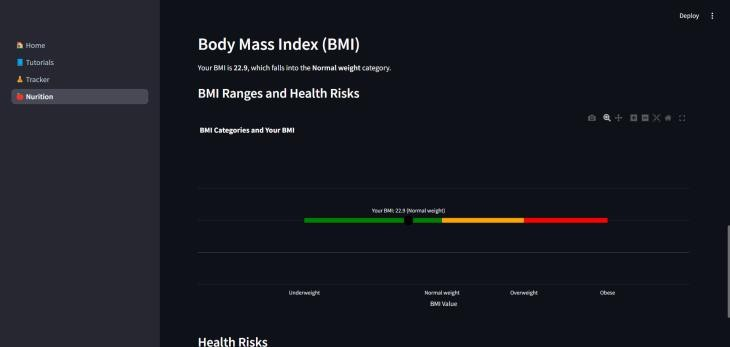 Deploy
Home
Tutorials
Tracker
Nurition
Body Mass Index (BMI)
Your BMI is 22.9, which falls into the Normal weight category.
BMI Ranges and Health Risks
BMI Categories and Your BMI
Your BMI: 22.9 (Normal weight)
Underweight
Normal weight
Overweight
Obese
BMI Value
Health Risks